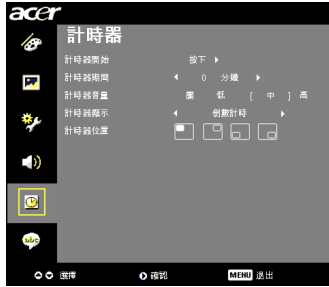 acer
計時器
計時器開始 按下
計時器期間 0 分鐘
計時器音量 關 低 [ 中 ] 高
計時器顯示 倒數計時
計時器位置
abc
選擇 確認 MENU 退出